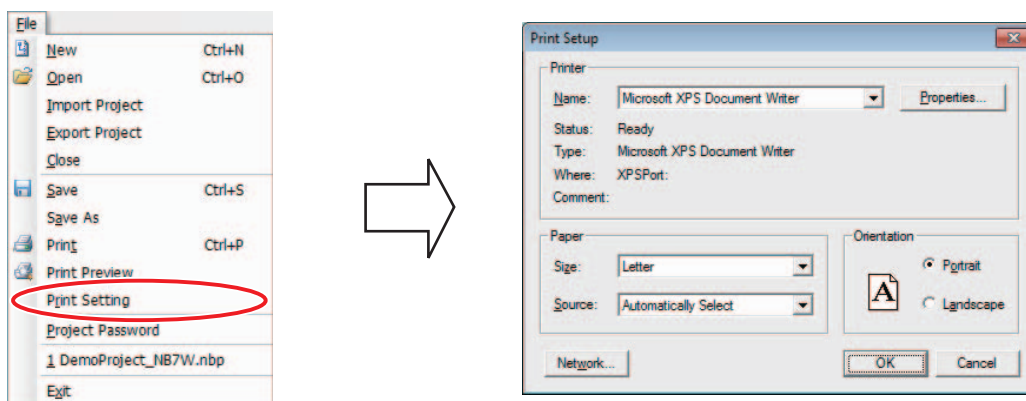 File
New Ctrl+N
Open Ctrl+O
Import Project
Export Project
Close
Save Ctrl+S
Save As
Print Ctrl+P
Print Preview
Print Setting
Project Password
1 DemoProject_NB7W.nbp
Exit
Print Setup
Printer
Name: Microsoft XPS Document Writer Properties...
Status: Ready
Type: Microsoft XPS Document Writer
Where: XPSPort:
Comment:
Paper
Size: Letter
Source: Automatically Select
Orientation
A
Portrait
Landscape
Network... OK Cancel